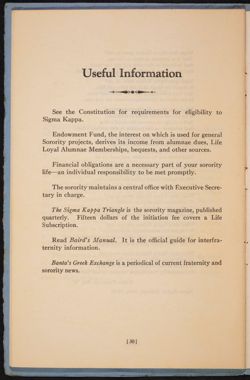 Useful Information
See the Constitution for requirements for eligibility to
Sigma Kappa.
Endowment Fund, the interest on which is used for general
Sorority projects, derives its income from alumnae dues, Life
Loyal Alumnae Memberships, bequests, and other sources.
Financial obligations are a necessary part of your sorority
life—an individual responsibility to be met promptly.
The sorority maintains a central office with Executive Secre-
tary in charge.
The Sigma Kappa Triangle is the sorority magazine, published
quarterly. Fifteen dollars of the initiation fee covers a Life
Subscription.
Read Baird's Manual. It is the official guide for interfra-
ternity information.
Banta's Greek Exchange is a periodical of current fraternity and
sorority news.
[30]